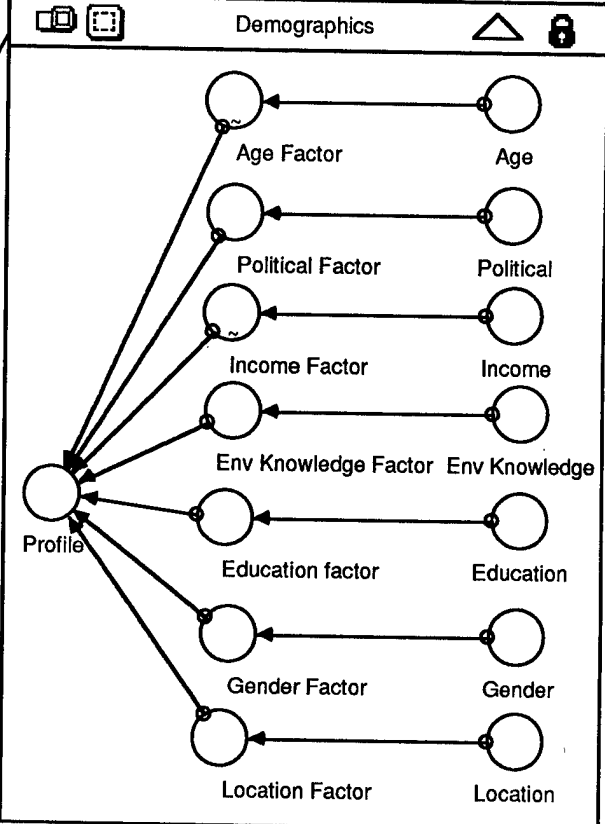 Demographics
Age Factor
Age
Political Factor
Political
Income Factor
Income
Env Knowledge Factor
Env Knowledge
Profile
Education factor
Education
Gender Factor
Gender
Location Factor
Location